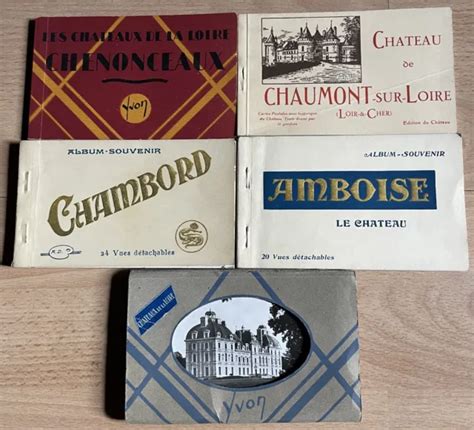 LES CHATEAUX DE LA LOIRE
CHENONCEAUX
yvon
CHATEAU
de
CHAUMONT-SUR-LOIRE
(LOIR-&-CHER)
Edition du Château
ALBUM-SOUVENIR
CHAMBORD
24 Vues détachables
ALBUM-SOUVENIR
AMBOISE
LE CHATEAU
20 Vues détachables
yvon